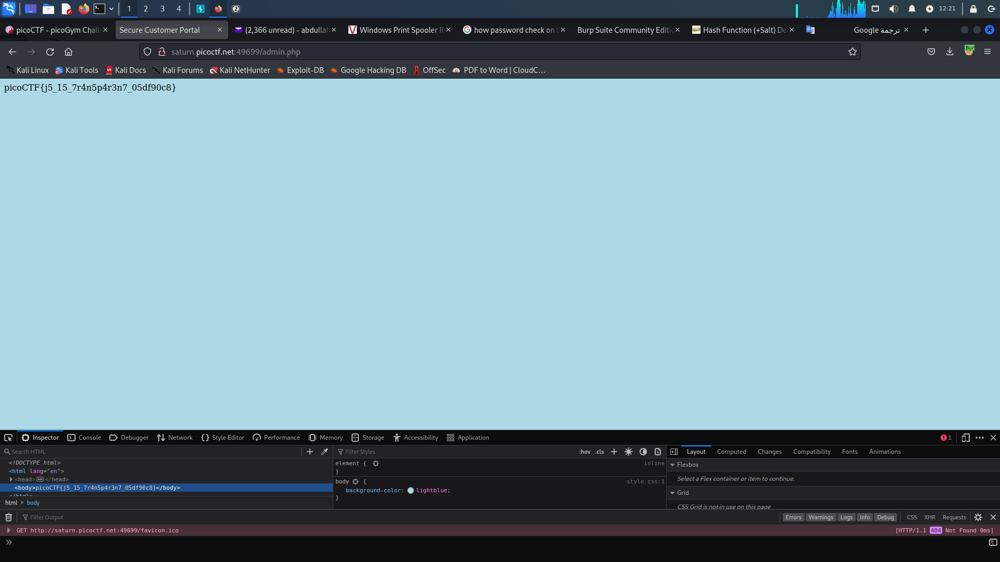 1 2 3 4 2 12:21
picoCTF - picoGym Chall Secure Customer Portal (2,366 unread) - abdullah Windows Print Spooler R how password check on t Burp Suite Community Editio Hash Function (+Salt) De ترجمة Google
saturn.picoctf.net:49699/admin.php Bur
Kali Linux Kali Tools Kali Docs Kali Forums Kali NetHunter Exploit-DB Google Hacking DB OffSec PDF to Word | CloudC…
picoCTF{j5_15_7r4n5p4r3n7_05df90c8}
Inspector Console Debugger Network Style Editor Performance Memory Storage Accessibility Application 1
Search HTML Filter Styles :hov .cls Layout Computed Changes Compatibility Fonts Animations
<!DOCTYPE html> element { inline Flexbox
<html lang="en"> }
<head> </head> Select a Flex container or item to continue.
<body>picoCTF{j5_15_7r4n5p4r3n7_05df90c8}</body> body { style.css:1
</html> background-color: lightblue; Grid
} 
html > body CSS Grid is not in use on this page
Filter Output Errors Warnings Logs Info Debug CSS XHR Requests
GET http://saturn.picoctf.net:49699/favicon.ico [HTTP/1.1 404 Not Found 0ms]